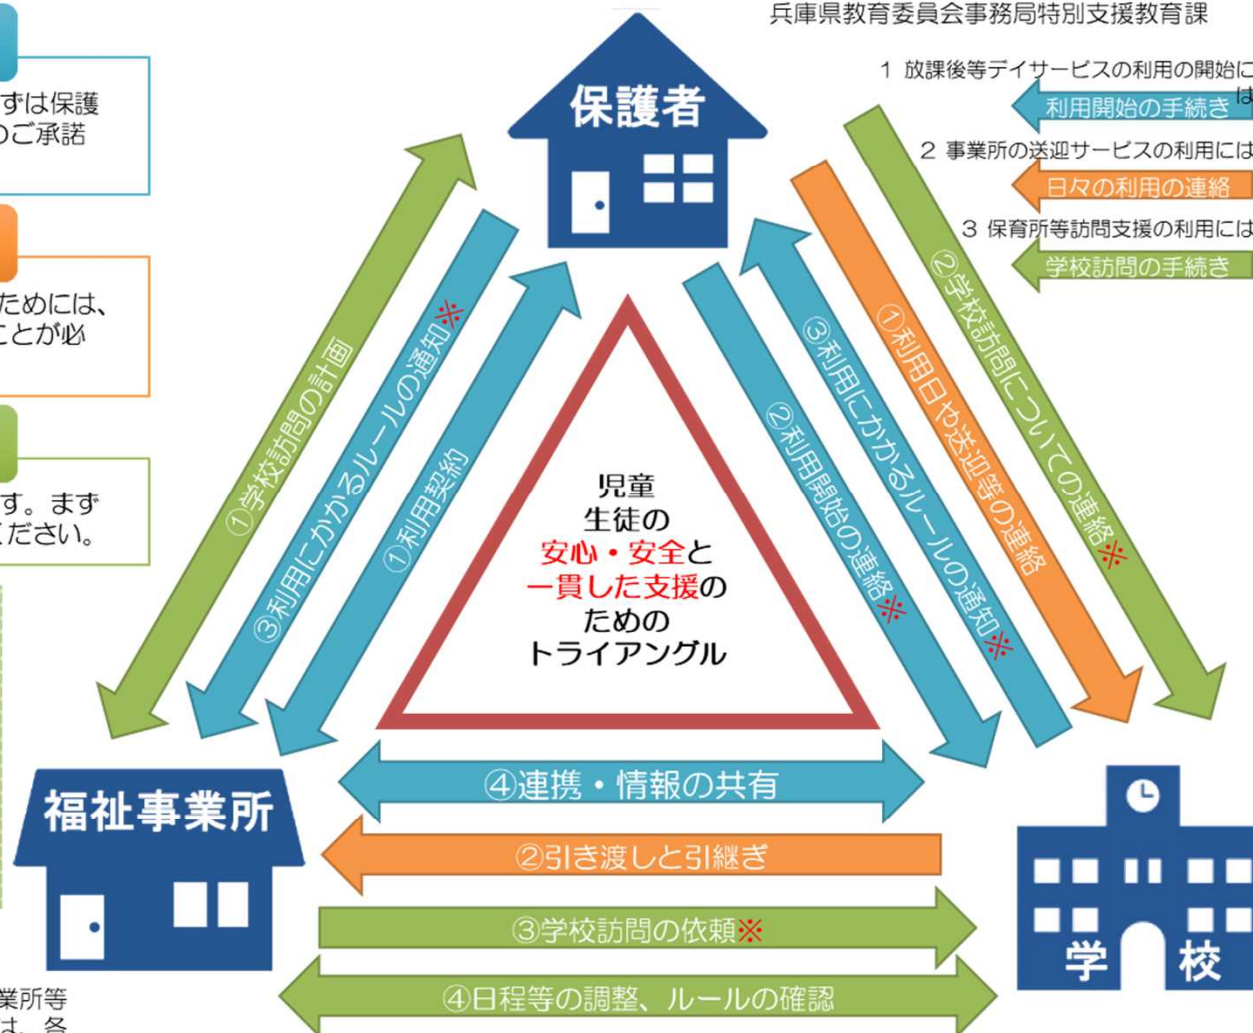 兵庫県教育委員会事務局特別支援教育課
1 放課後等デイサービスの利用の開始に
は
利用開始の手続き
2 事業所の送迎サービスの利用には
日々の利用の連絡
3 保育所等訪問支援の利用には
学校訪問の手続き
ずは保護
のご承諾
ためには、
ことが必
す。まず
ください。
保護者
①学校訪問の計画
③利用にかかるルールの通知※
①利用契約
②利用開始の連絡※
③利用にかかるルールの通知※
①利用日や送迎等の連絡
②学校訪問についての連絡※
児童
生徒の
安心・安全と
一貫した支援の
ための
トライアングル
福祉事業所
④連携・情報の共有
②引き渡しと引継ぎ
③学校訪問の依頼※
④日程等の調整、ルールの確認
学 校
業所等
は、各